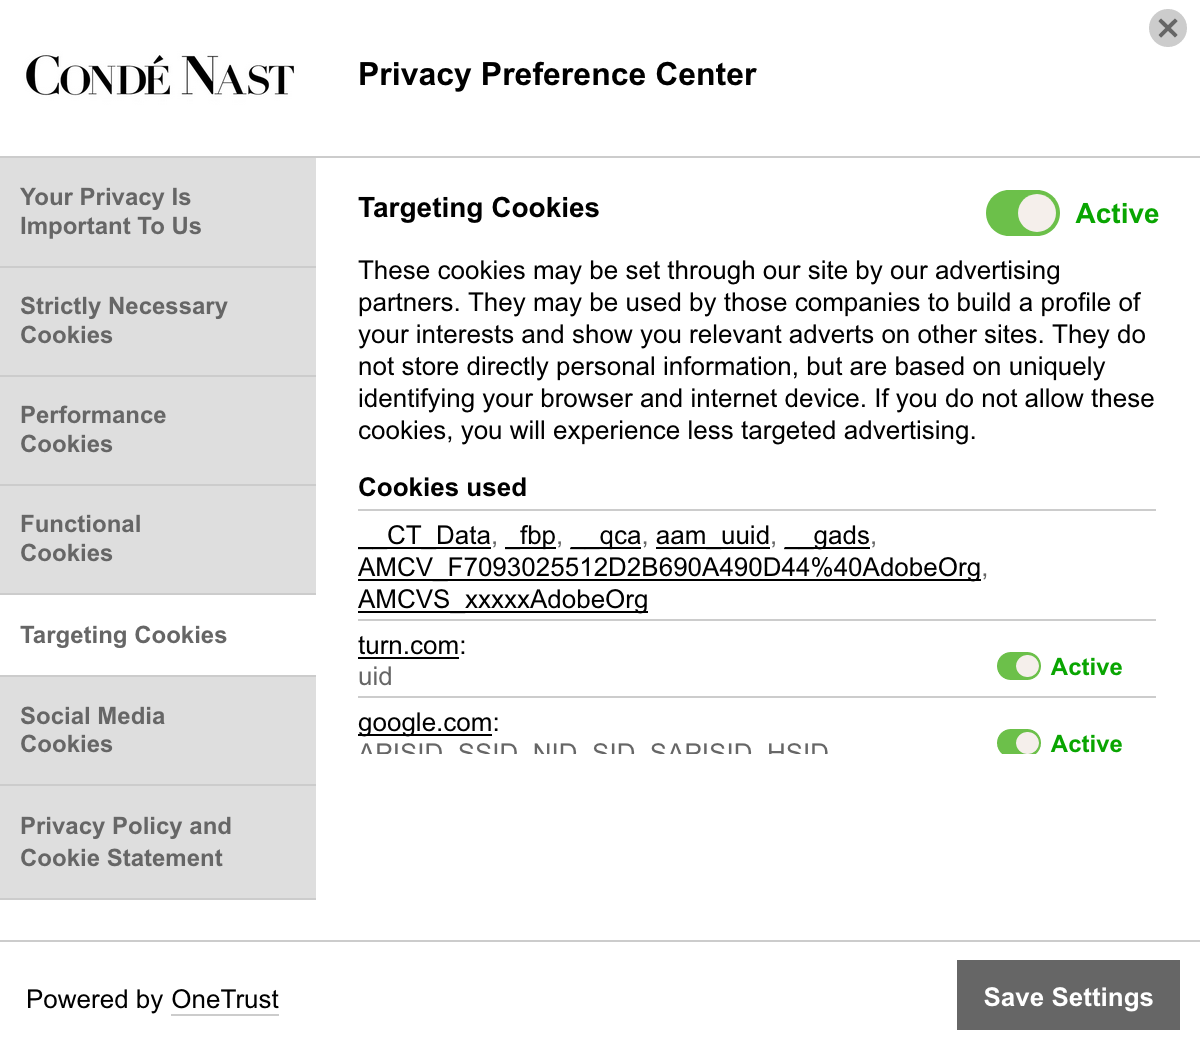 CONDÉ NAST
Privacy Preference Center
Your Privacy Is
Important To Us
Strictly Necessary
Cookies
Performance
Cookies
Functional
Cookies
Targeting Cookies
Social Media
Cookies
Privacy Policy and
Cookie Statement
Targeting Cookies
Active
These cookies may be set through our site by our advertising
partners. They may be used by those companies to build a profile of
your interests and show you relevant adverts on other sites. They do
not store directly personal information, but are based on uniquely
identifying your browser and internet device. If you do not allow these
cookies, you will experience less targeted advertising.
Cookies used
__CT_Data, _fbp, __qca, aam_uuid, __gads,
AMCV_F7093025512D2B690A490D44%40AdobeOrg,
AMCVS_xxxxxAdobeOrg
turn.com:
uid
Active
google.com:
APISID, SSID, NID, SID, SAPISID, HSID
Active
Powered by OneTrust
Save Settings